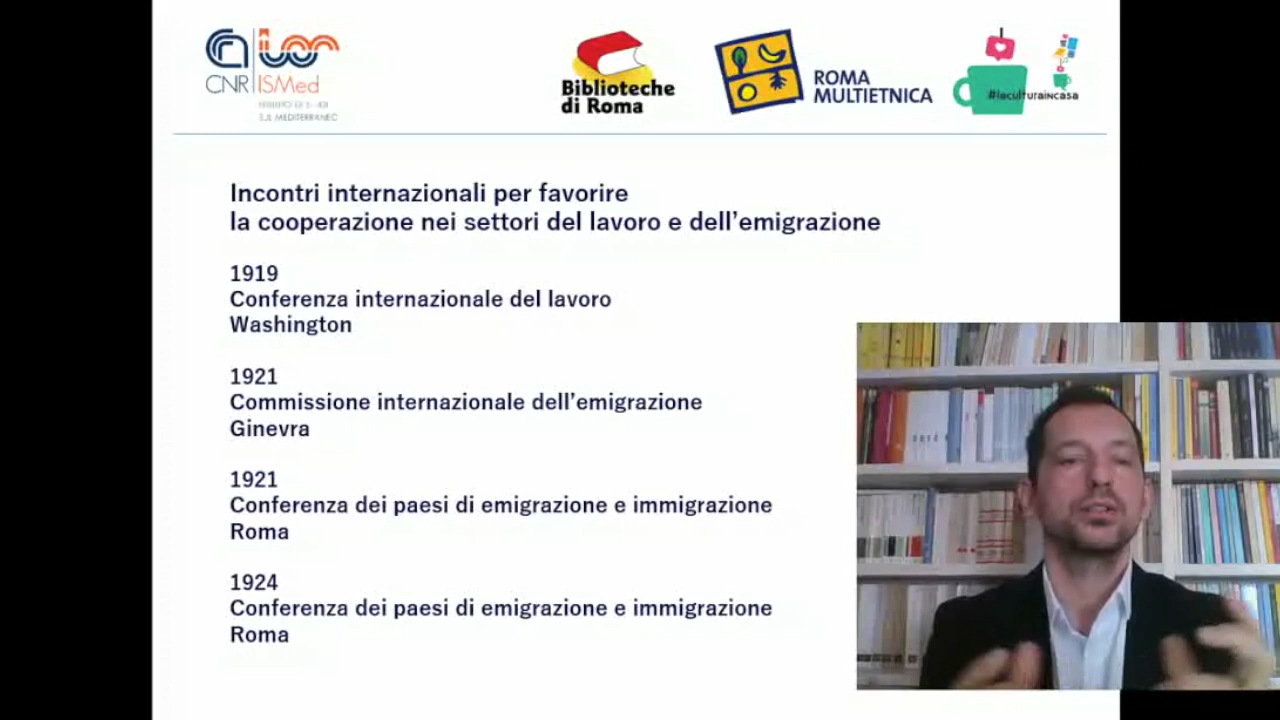 CNR ISMed
Biblioteche
di Roma
ROMA
MULTIETNICA
#laculturaincasa
Incontri internazionali per favorire
la cooperazione nei settori del lavoro e dell’emigrazione
1919
Conferenza internazionale del lavoro
Washington
1921
Commissione internazionale dell’emigrazione
Ginevra
1921
Conferenza dei paesi di emigrazione e immigrazione
Roma
1924
Conferenza dei paesi di emigrazione e immigrazione
Roma